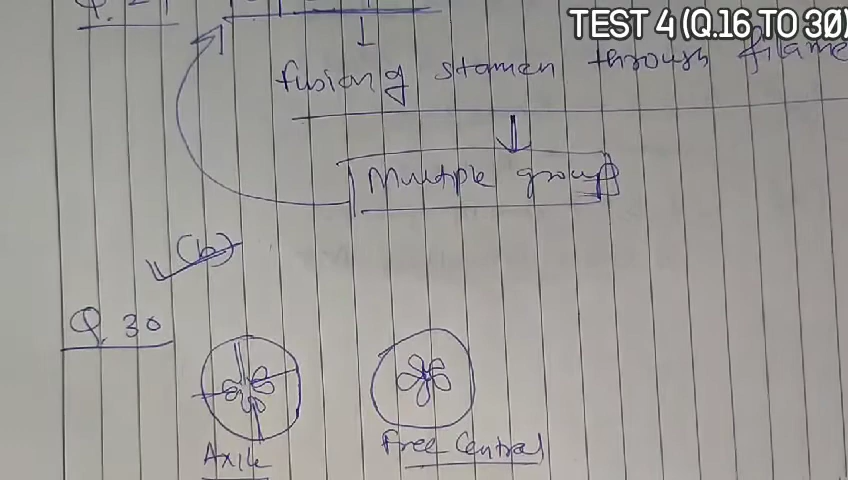 TEST 4 (Q.16 TO 30)
fusion of stamen through filame
Multiple group
(b)
Q. 30
Axile
Free Central